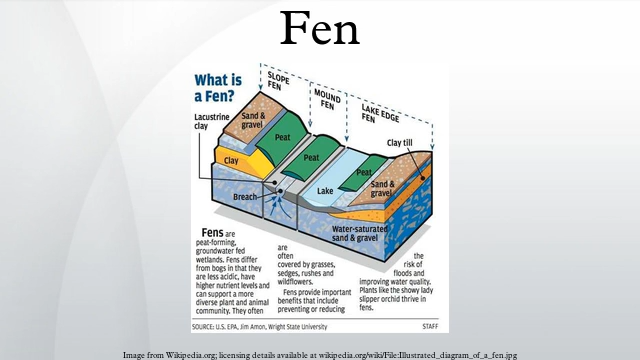 Fen
What is
a Fen?
SLOPE
FEN
MOUND
FEN
LAKE EDGE
FEN
Lacustrine
clay
Sand &
gravel
Peat
Clay till
Clay
Peat
Peat
Breach
Lake
Sand &
gravel
Water-saturated
sand & gravel
Fens are
peat-forming,
groundwater fed
wetlands. Fens differ
from bogs in that they
are less acidic, have
higher nutrient levels and
can support a more
diverse plant and animal
community. They often
are
often
covered by grasses,
sedges, rushes and
wildflowers.
Fens provide important
benefits that include
preventing or reducing
the
risk of
floods and
improving water quality.
Plants like the showy lady
slipper orchid thrive in
fens.
SOURCE: U.S. EPA, Jim Amon, Wright State University
STAFF
Image from Wikipedia.org; licensing details available at wikipedia.org/wiki/File:Illustrated_diagram_of_a_fen.jpg